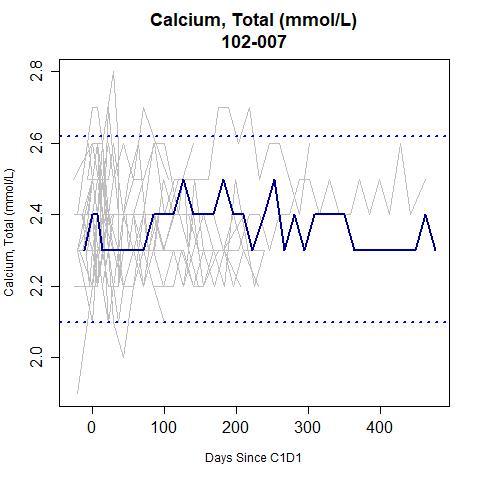 Calcium, Total (mmol/L)
102-007
Calcium, Total (mmol/L)
2.8
2.6
2.4
2.2
2.0
0 100 200 300 400
Days Since C1D1